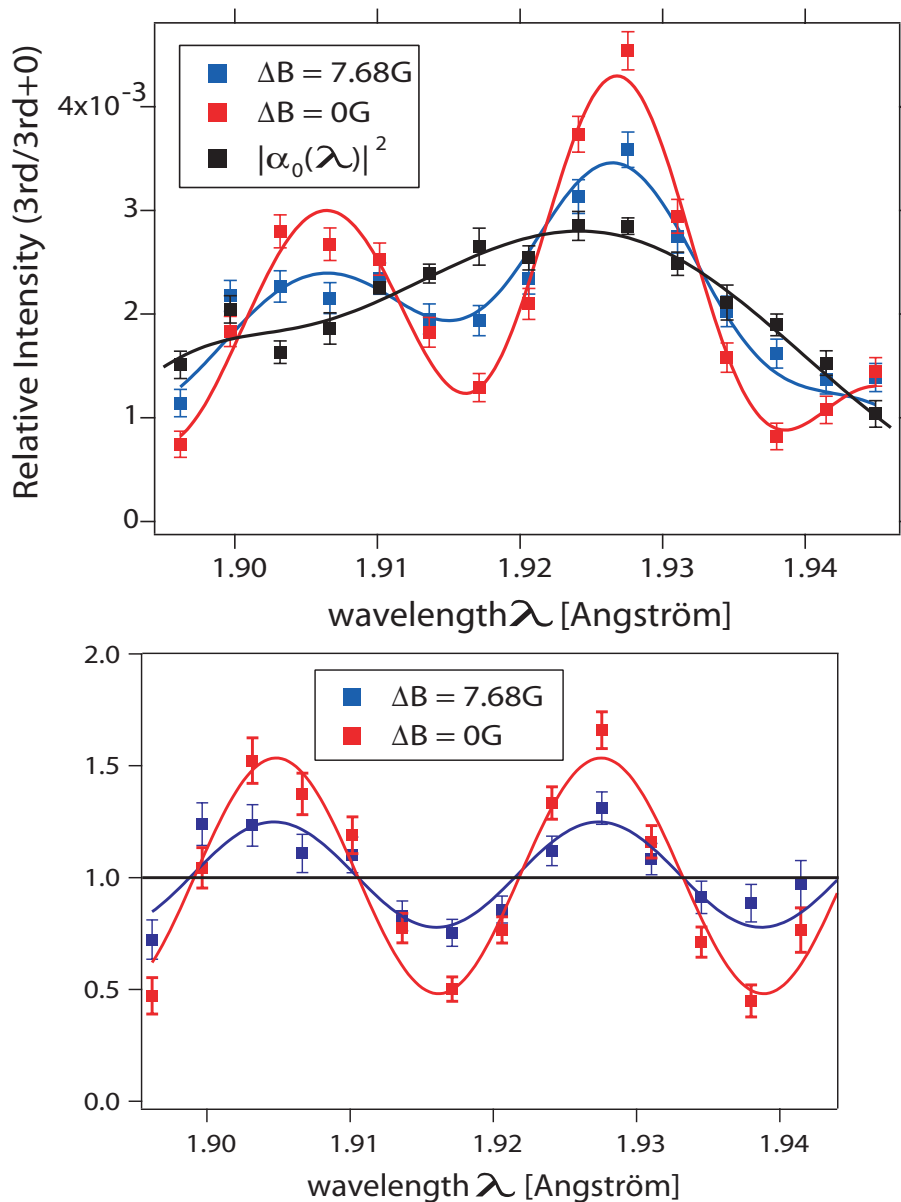 Relative Intensity (3rd/3rd+0)
ΔB = 7.68G
ΔB = 0G
|α₀(λ)|²
4x10⁻³
3
2
1
0
1.90 1.91 1.92 1.93 1.94
wavelength λ [Angström]
2.0
ΔB = 7.68G
ΔB = 0G
1.5
1.0
0.5
0.0
1.90 1.91 1.92 1.93 1.94
wavelength λ [Angström]